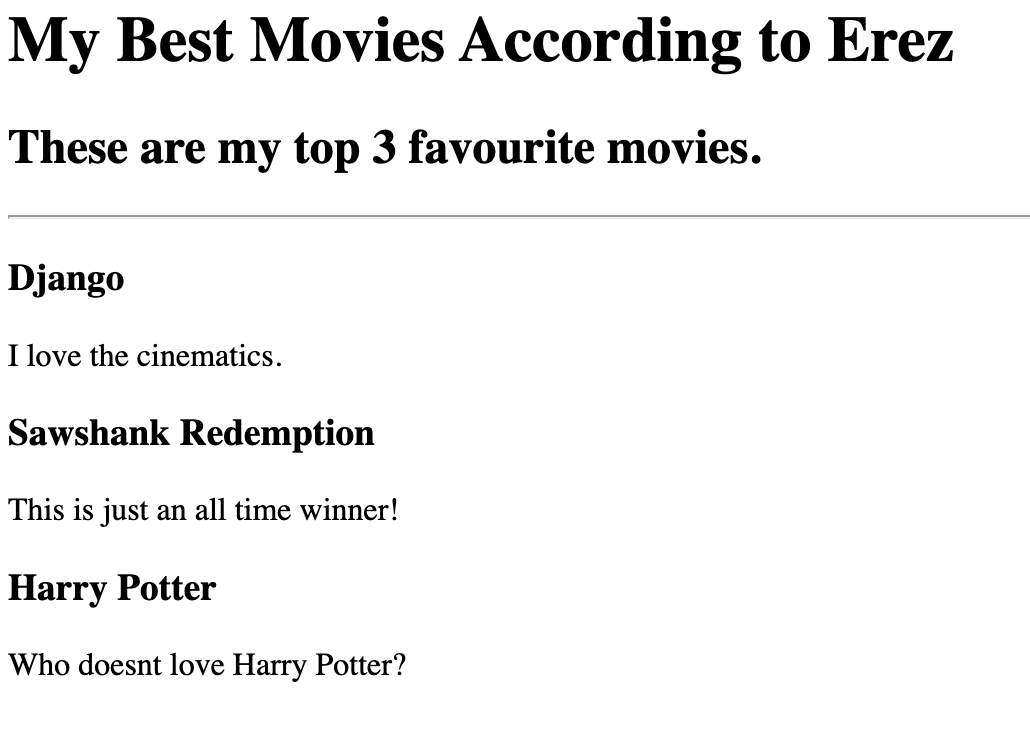 My Best Movies According to Erez
These are my top 3 favourite movies.
Django
I love the cinematics.
Sawshank Redemption
This is just an all time winner!
Harry Potter
Who doesnt love Harry Potter?